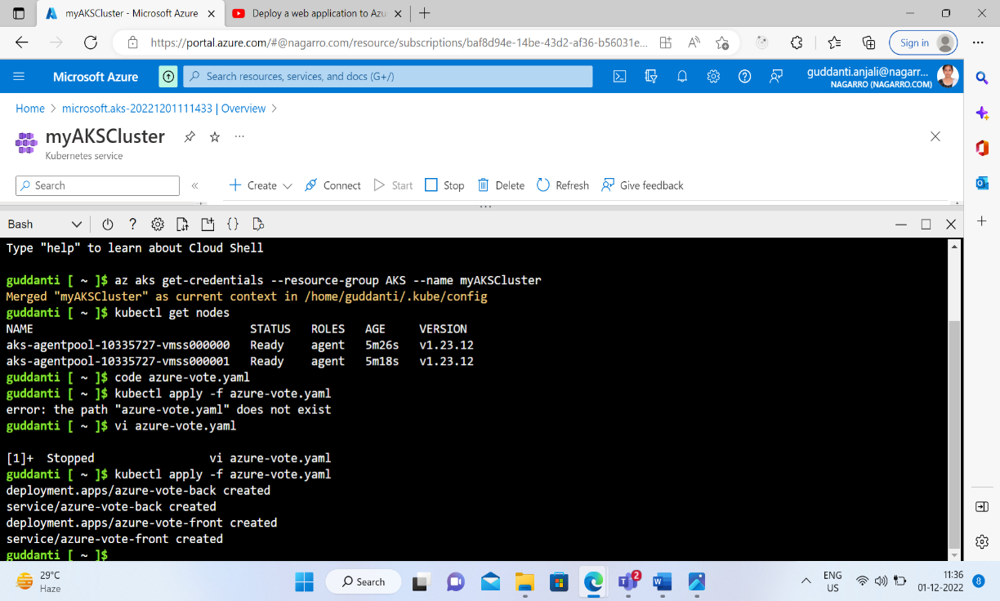 myAKSCluster - Microsoft Azure
Deploy a web application to Azu
https://portal.azure.com/#@nagarro.com/resource/subscriptions/baf8d94e-14be-43d2-af36-b56031e...
Sign in
Microsoft Azure
Search resources, services, and docs (G+/)
guddanti.anjali@nagarr...
NAGARRO (NAGARRO.COM)
Home > microsoft.aks-20221201111433 | Overview >
myAKSCluster
Kubernetes service
Search
Create
Connect
Start
Stop
Delete
Refresh
Give feedback
Bash
Type "help" to learn about Cloud Shell
guddanti [ ~ ]$ az aks get-credentials --resource-group AKS --name myAKSCluster
Merged "myAKSCluster" as current context in /home/guddanti/.kube/config
guddanti [ ~ ]$ kubectl get nodes
NAME STATUS ROLES AGE VERSION
aks-agentpool-10335727-vmss000000 Ready agent 5m26s v1.23.12
aks-agentpool-10335727-vmss000001 Ready agent 5m18s v1.23.12
guddanti [ ~ ]$ code azure-vote.yaml
guddanti [ ~ ]$ kubectl apply -f azure-vote.yaml
error: the path "azure-vote.yaml" does not exist
guddanti [ ~ ]$ vi azure-vote.yaml
[1]+ Stopped vi azure-vote.yaml
guddanti [ ~ ]$ kubectl apply -f azure-vote.yaml
deployment.apps/azure-vote-back created
service/azure-vote-back created
deployment.apps/azure-vote-front created
service/azure-vote-front created
guddanti [ ~ ]$
29°C
Haze
Search
2
ENG
US
11:36
01-12-2022
8